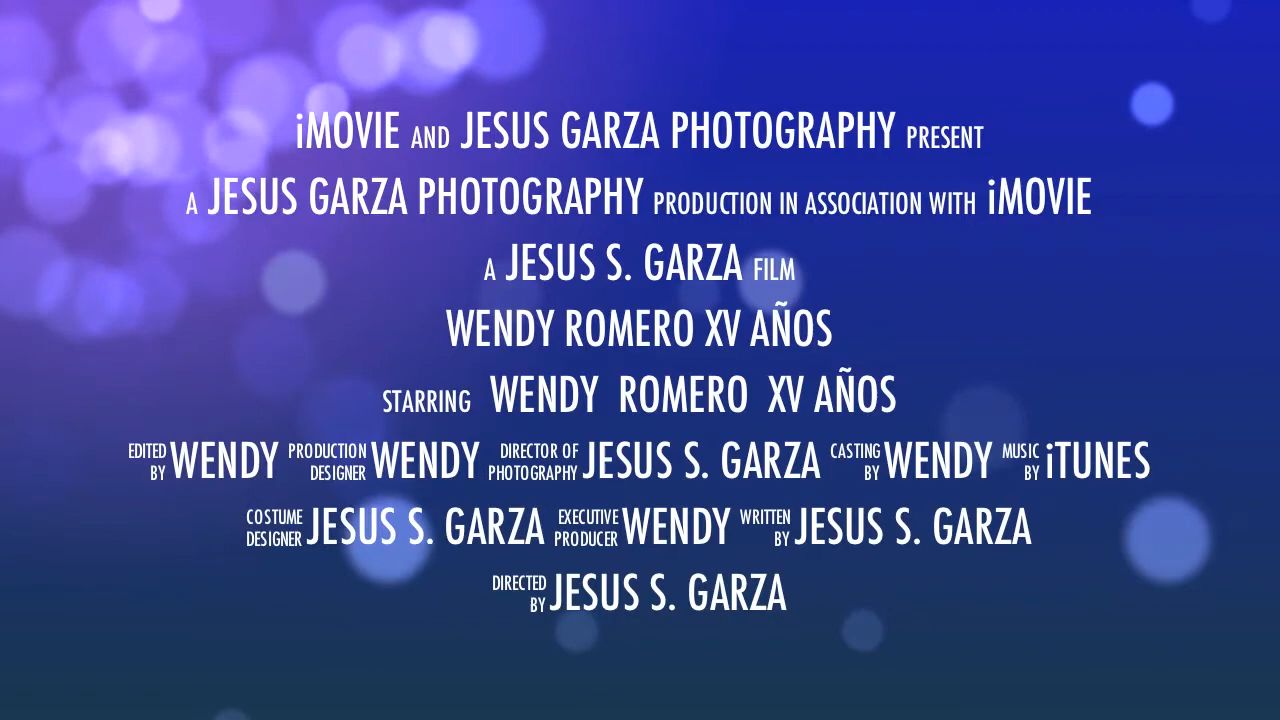 iMOVIE AND JESUS GARZA PHOTOGRAPHY PRESENT
A JESUS GARZA PHOTOGRAPHY PRODUCTION IN ASSOCIATION WITH iMOVIE
A JESUS S. GARZA FILM
WENDY ROMERO XV AÑOS
STARRING WENDY ROMERO XV AÑOS
EDITED BY WENDY PRODUCTION DESIGNER WENDY DIRECTOR OF PHOTOGRAPHY JESUS S. GARZA CASTING BY WENDY MUSIC BY iTUNES
COSTUME DESIGNER JESUS S. GARZA EXECUTIVE PRODUCER WENDY WRITTEN BY JESUS S. GARZA
DIRECTED BY JESUS S. GARZA